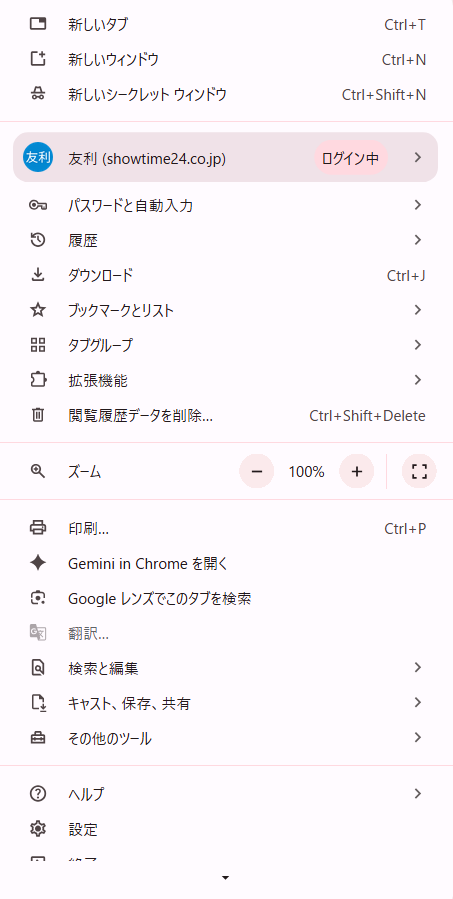 新しいタブ Ctrl+T
新しいウィンドウ Ctrl+N
新しいシークレット ウィンドウ Ctrl+Shift+N
友利 友利 (showtime24.co.jp) ログイン中
パスワードと自動入力
履歴
ダウンロード Ctrl+J
ブックマークとリスト
タブグループ
拡張機能
閲覧履歴データを削除... Ctrl+Shift+Delete
ズーム − 100% +
印刷... Ctrl+P
Gemini in Chrome を開く
Google レンズでこのタブを検索
翻訳...
検索と編集
キャスト、保存、共有
その他のツール
ヘルプ
設定